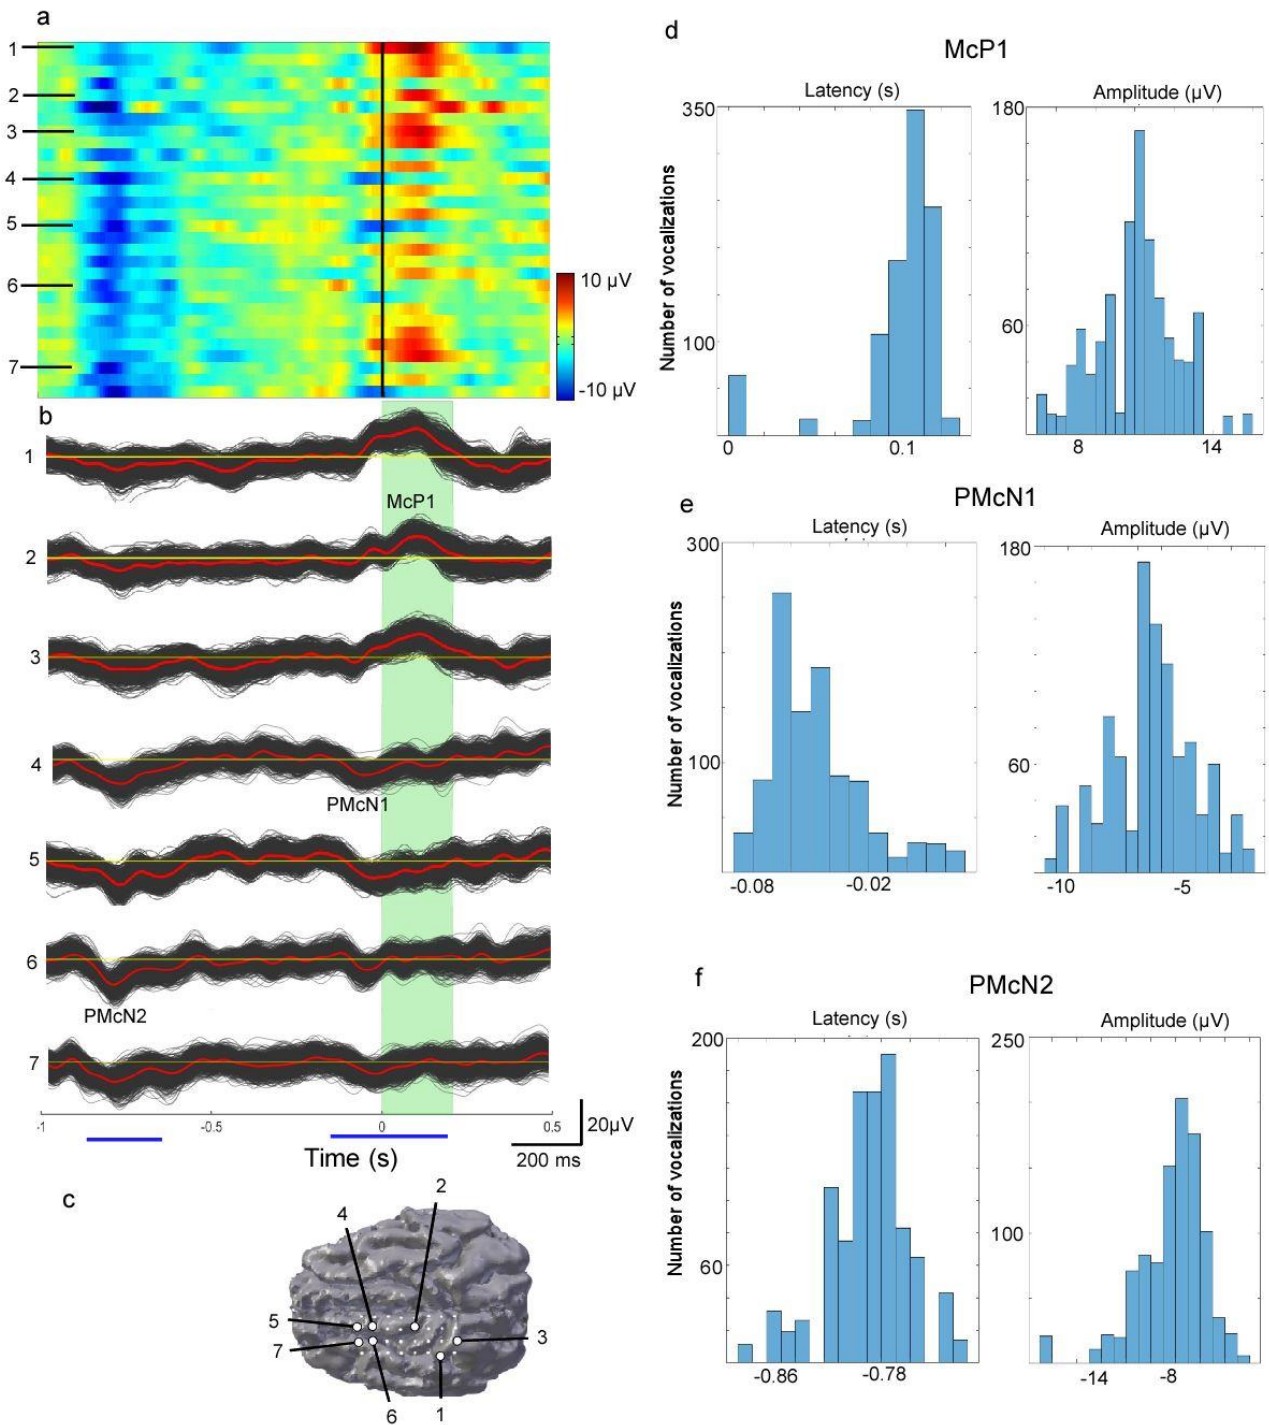 a
1
2
3
4
5
6
7
10 µV
-10 µV
b
1
McP1
2
3
4
PMcN1
5
6
PMcN2
7
-1
-0.5
0
0.5
20µV
Time (s)
200 ms
c
2
4
5
7
3
6
1
d
McP1
Latency (s)
Amplitude (µV)
350
180
Number of vocalizations
100
60
0
0.1
8
14
e
PMcN1
Latency (s)
Amplitude (µV)
300
180
Number of vocalizations
100
60
-0.08
-0.02
-10
-5
f
PMcN2
Latency (s)
Amplitude (µV)
200
250
Number of vocalizations
60
100
-0.86
-0.78
-14
-8